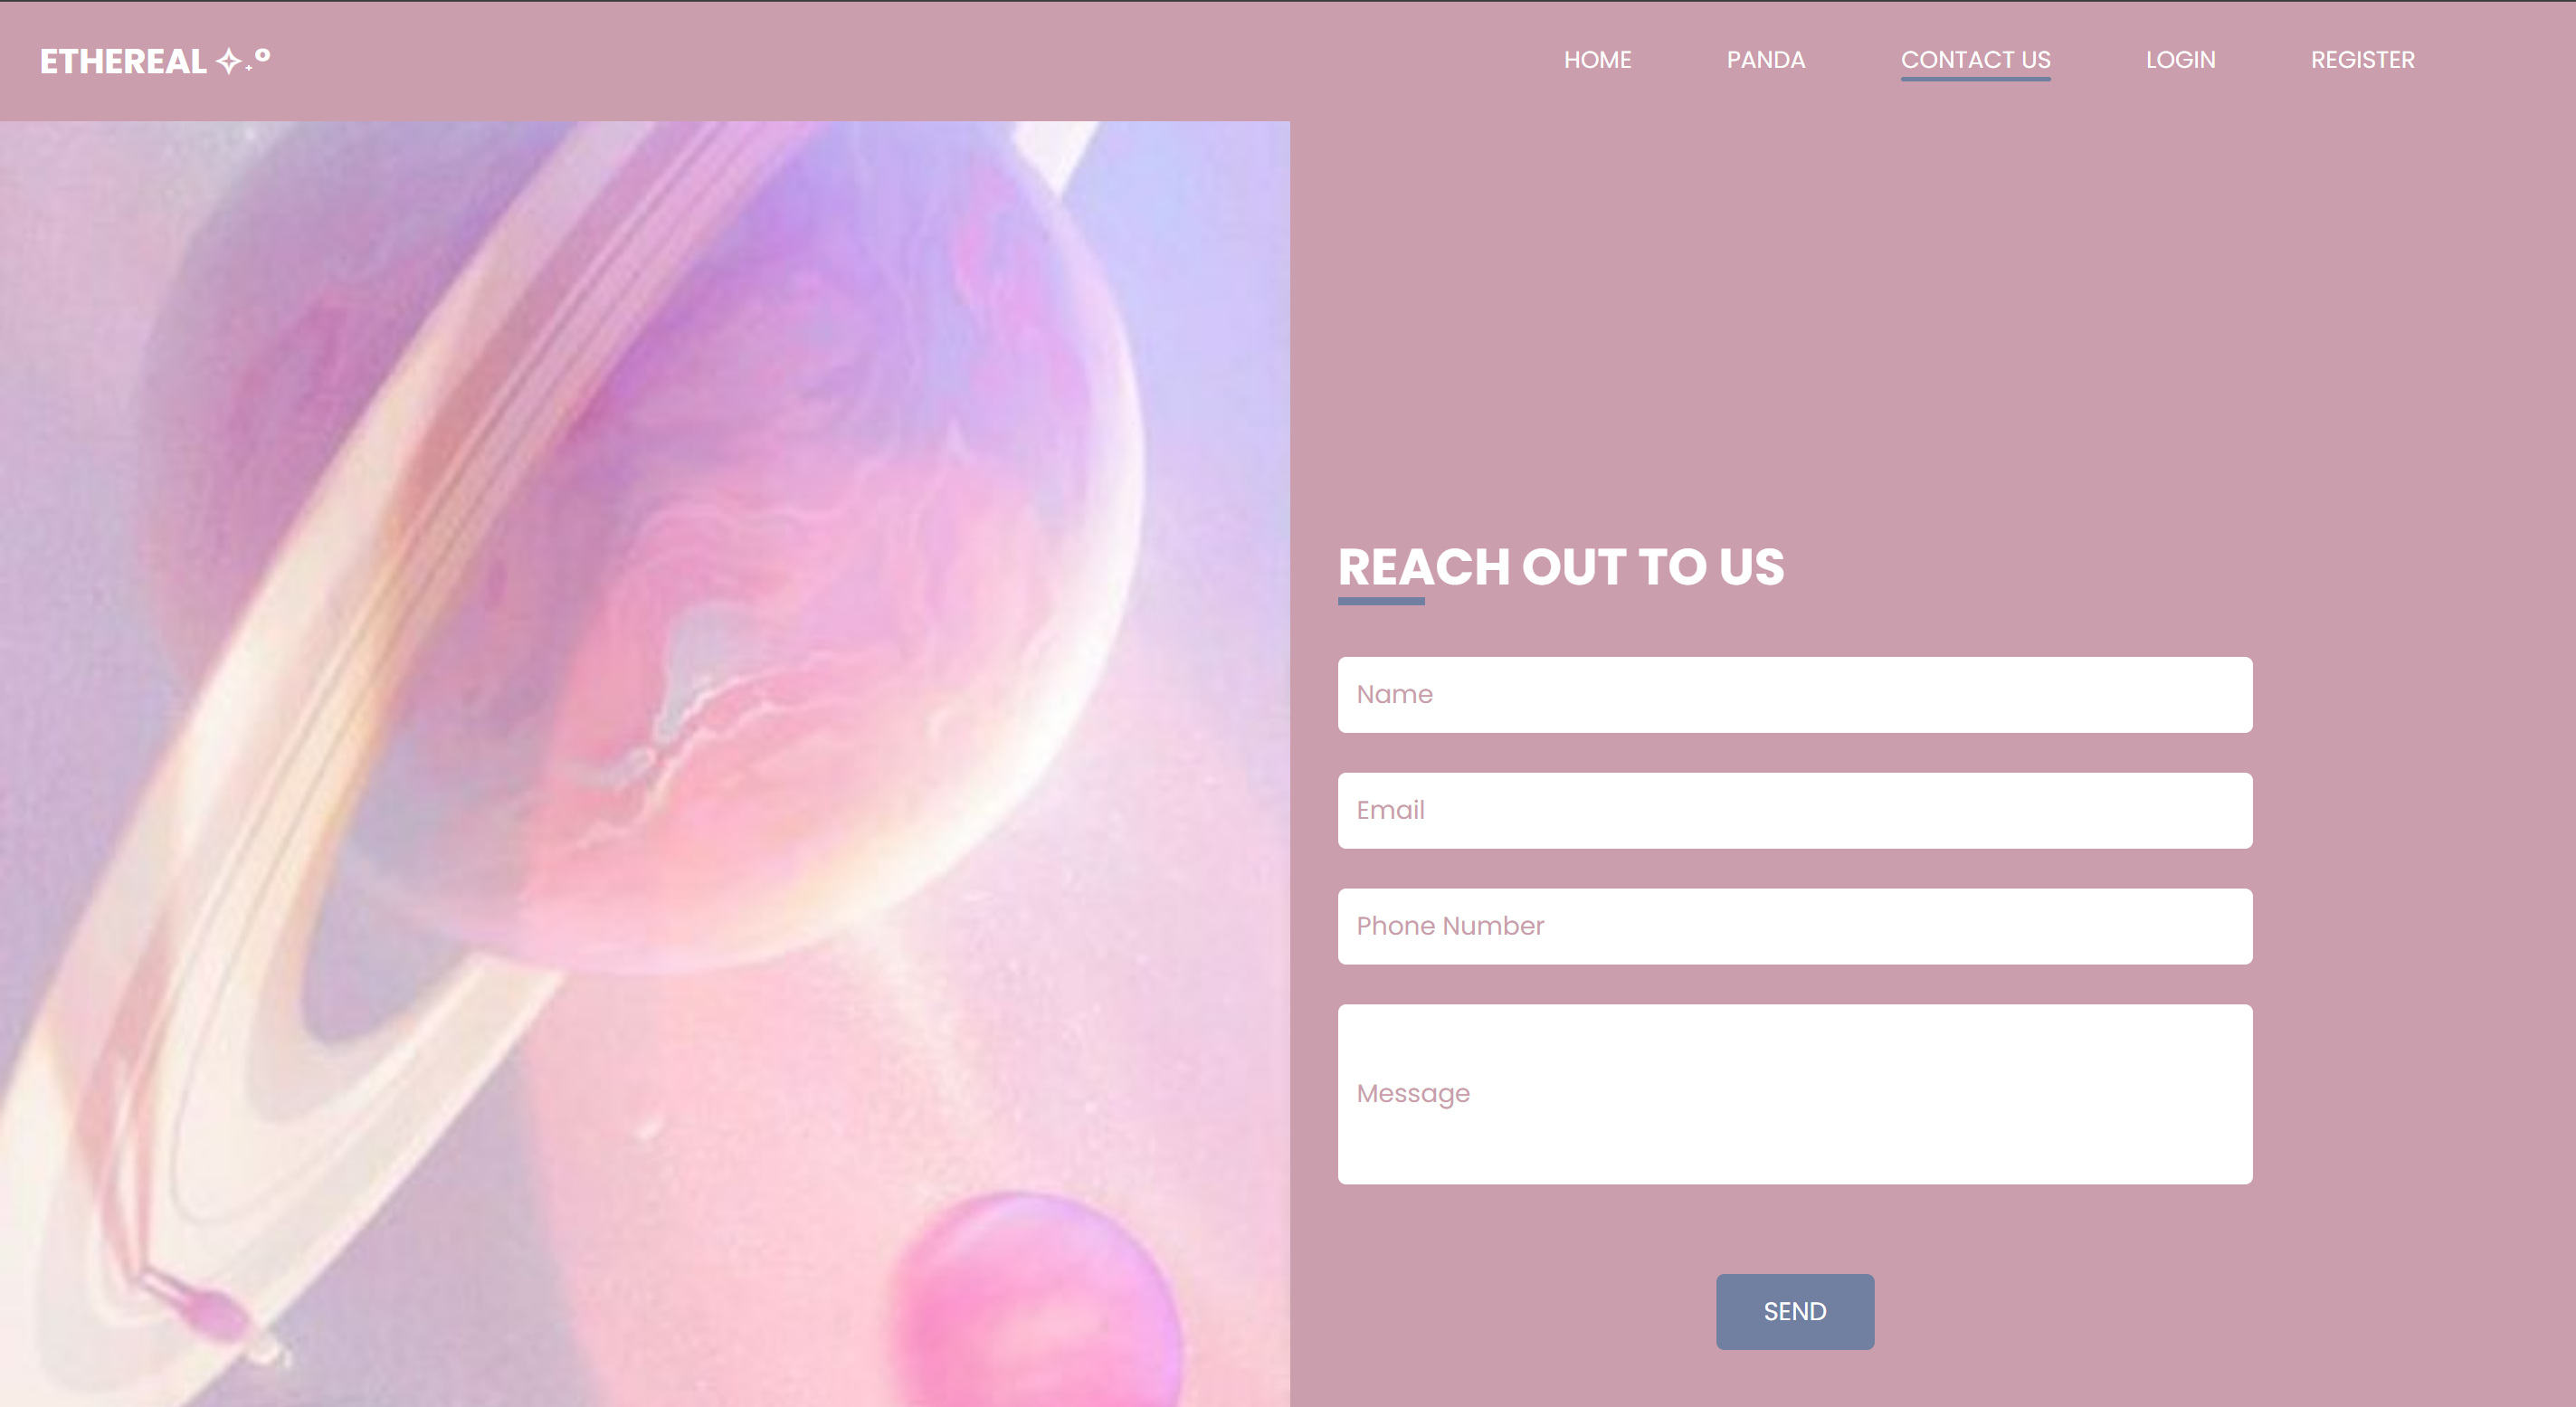 ETHEREAL ✧˖°
HOME PANDA CONTACT US LOGIN REGISTER
REACH OUT TO US
Name
Email
Phone Number
Message
SEND